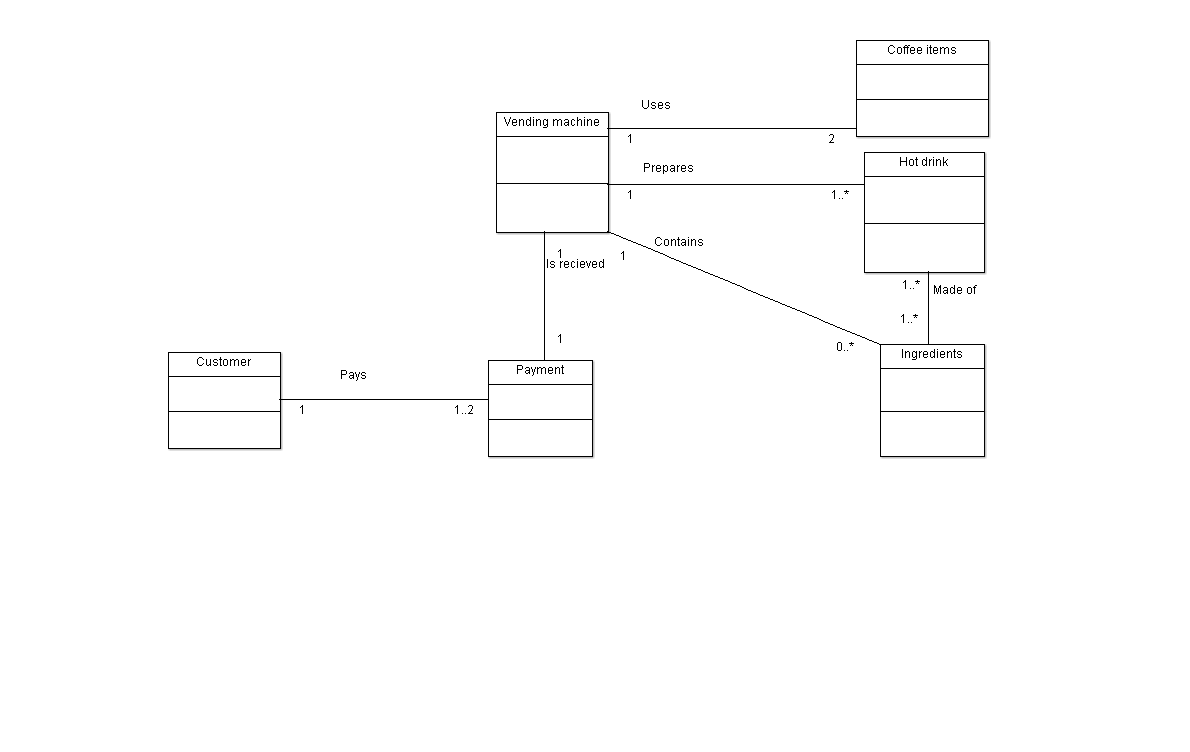 Coffee items
Uses
Vending machine
1
2
Hot drink
Prepares
1
1..*
Contains
1
Is recieved
1
1..*
Made of
1..*
1
0..*
Ingredients
Customer
Pays
Payment
1
1..2